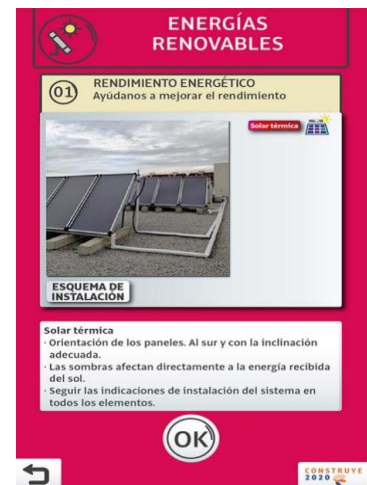 ENERGÍAS
RENOVABLES
01
RENDIMIENTO ENERGÉTICO
Ayúdanos a mejorar el rendimiento
Solar térmica
ESQUEMA DE
INSTALACIÓN
Solar térmica
· Orientación de los paneles. Al sur y con la inclinación
adecuada.
· Las sombras afectan directamente a la energía recibida
del sol.
· Seguir las indicaciones de instalación del sistema en
todos los elementos.
OK
CONSTRUYE
2020